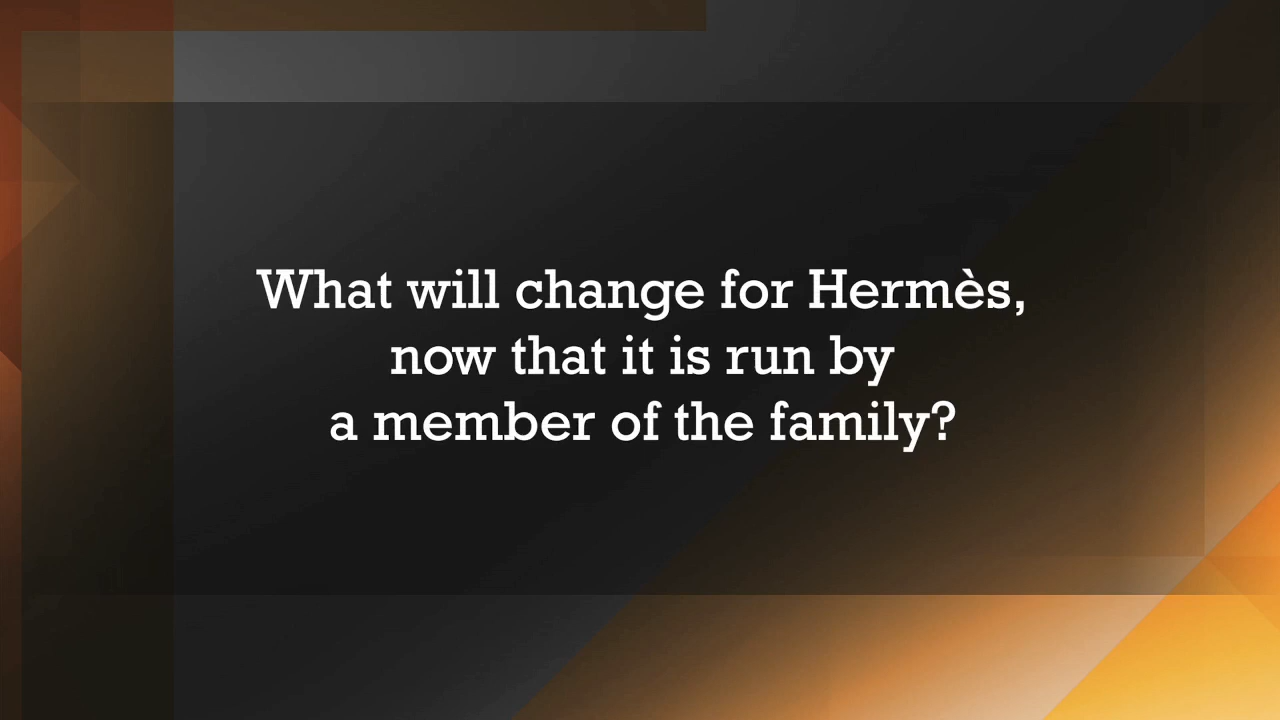 What will change for Hermès,
now that it is run by
a member of the family?